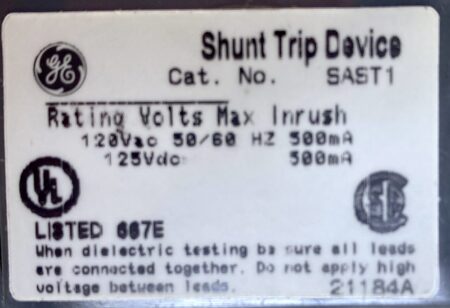 GE
Shunt Trip Device
Cat. No. SAST1
Rating Volts Max Inrush
120Vac 50/60 HZ 500mA
125Vdc 500mA
UL
LISTED 667E
When dielectric testing be sure all leads
are connected together. Do not apply high
voltage between leads. 21184A